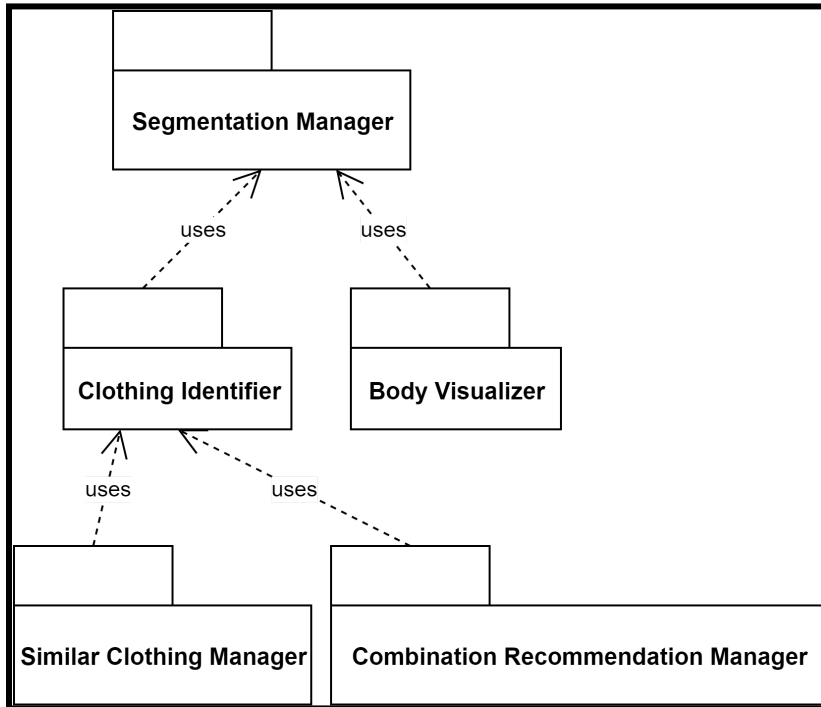 Segmentation Manager
uses
uses
Clothing Identifier
Body Visualizer
uses
uses
Similar Clothing Manager
Combination Recommendation Manager